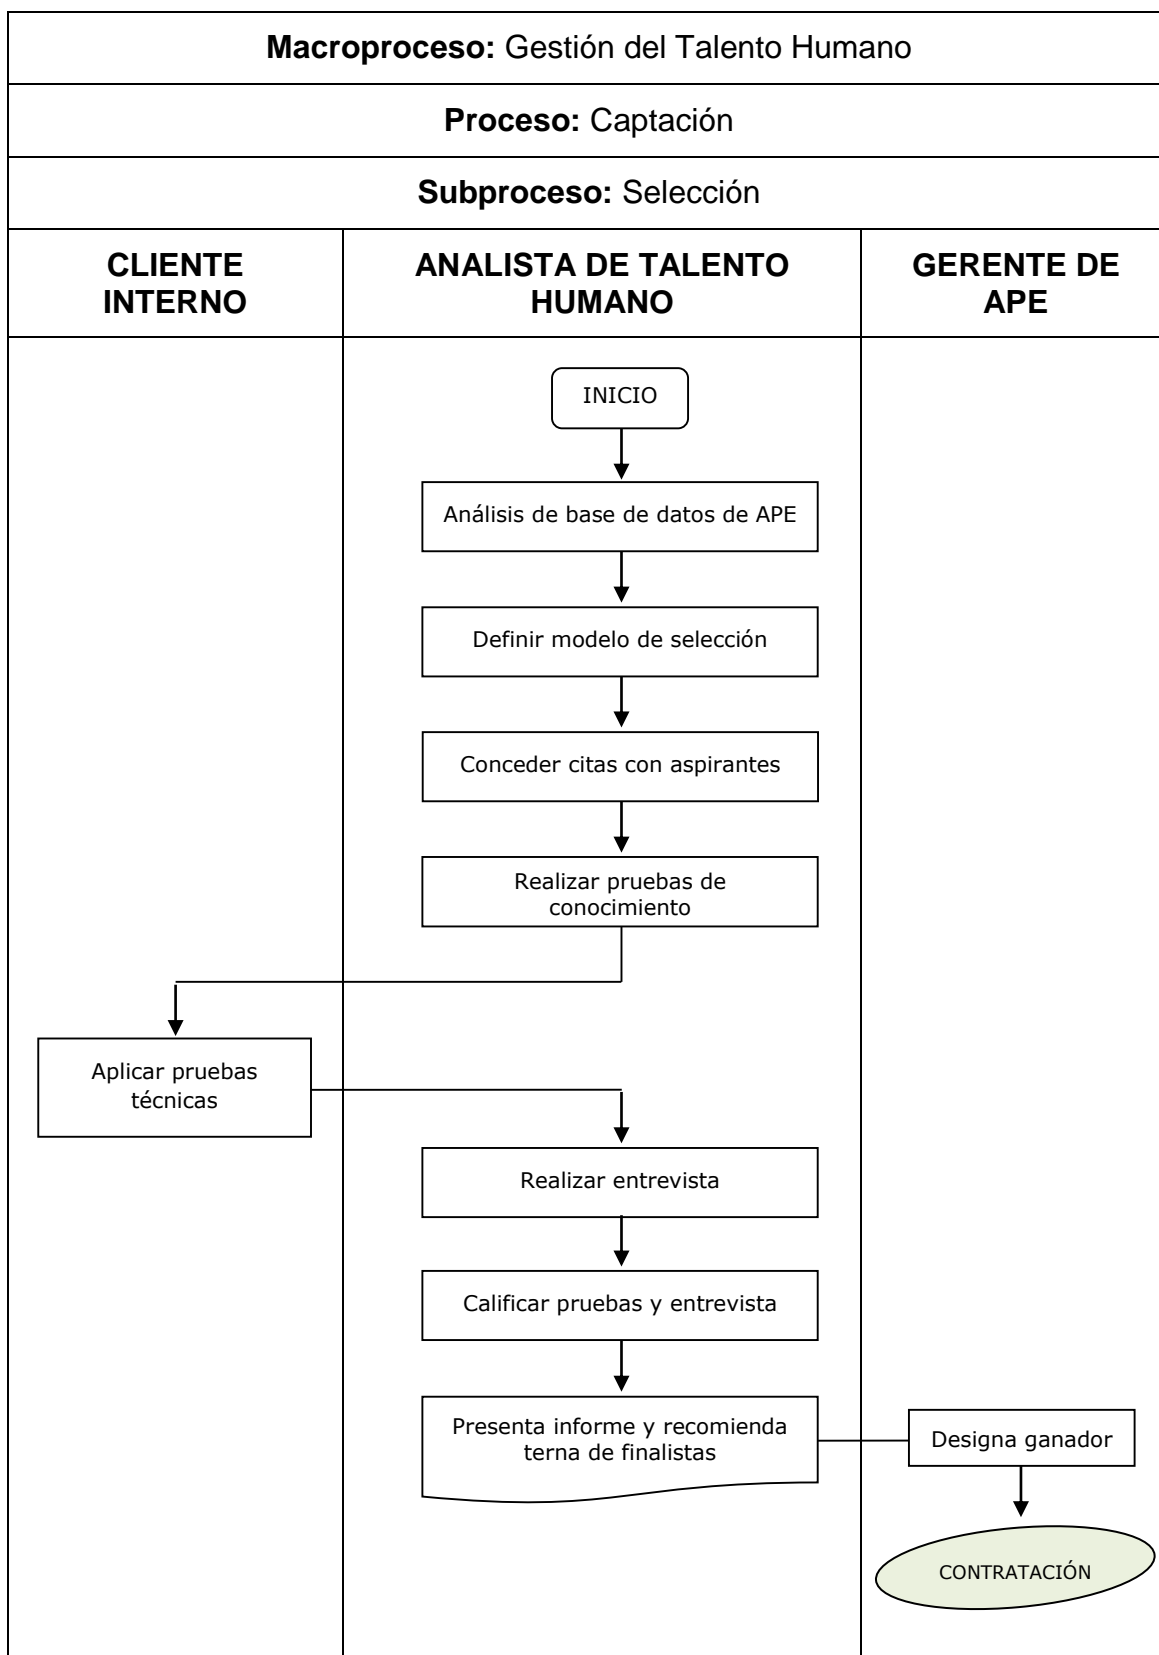 Macroproceso: Gestión del Talento Humano
Proceso: Captación
Subproceso: Selección
CLIENTE
INTERNO
ANALISTA DE TALENTO
HUMANO
GERENTE DE
APE
INICIO
Análisis de base de datos de APE
Definir modelo de selección
Conceder citas con aspirantes
Realizar pruebas de
conocimiento
Aplicar pruebas
técnicas
Realizar entrevista
Calificar pruebas y entrevista
Presenta informe y recomienda
terna de finalistas
Designa ganador
CONTRATACIÓN